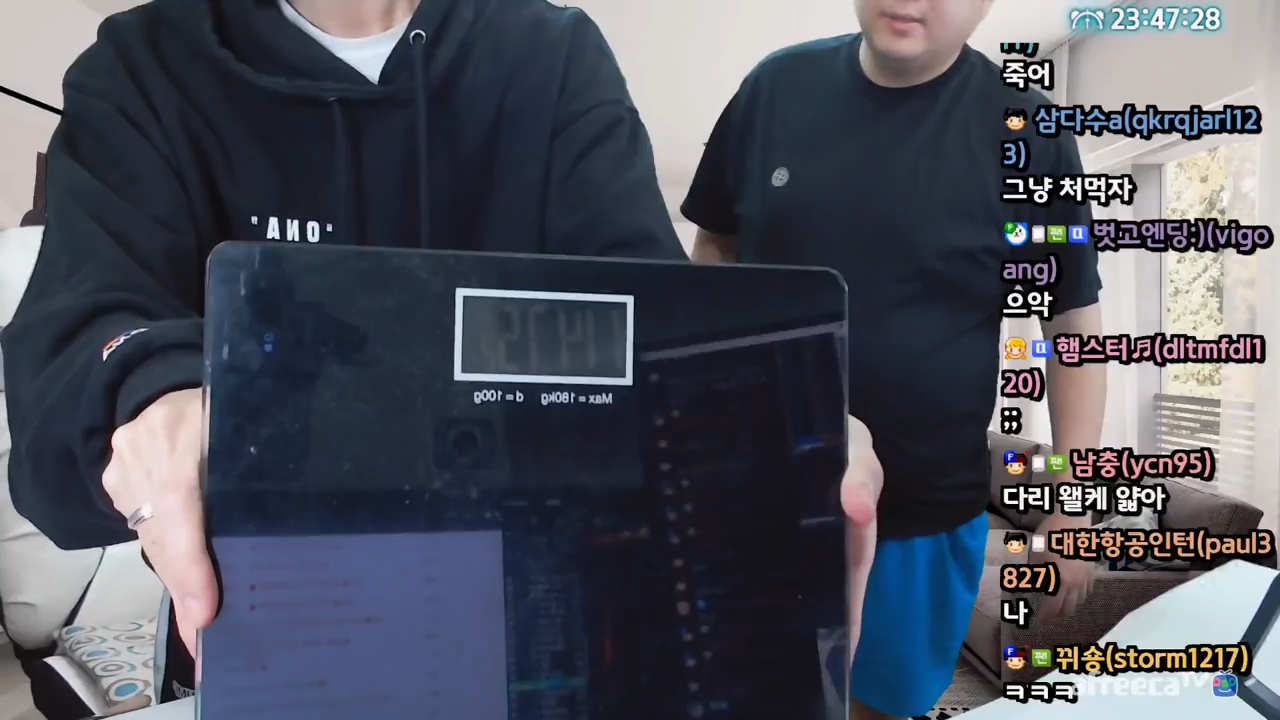 23:47:28
죽어
삼다수a(qkrqjarl12
3)
그냥 처먹자
벗고엔딩:)(vigo
ang)
으악
햄스터♬(dltmfdl1
20)
;;
남충(ycn95)
다리 왤케 얇아
대한항공인턴(paul3
827)
나
뀌숑(storm1217)
ㅋㅋㅋ
afreecaTV
"ANO"
Max = 180kg d = 100g